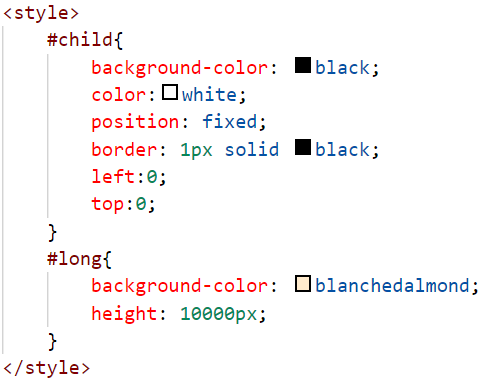 <style>
#child{
background-color: black;
color: white;
position: fixed;
border: 1px solid black;
left:0;
top:0;
}
#long{
background-color: blanchedalmond;
height: 10000px;
}
</style>